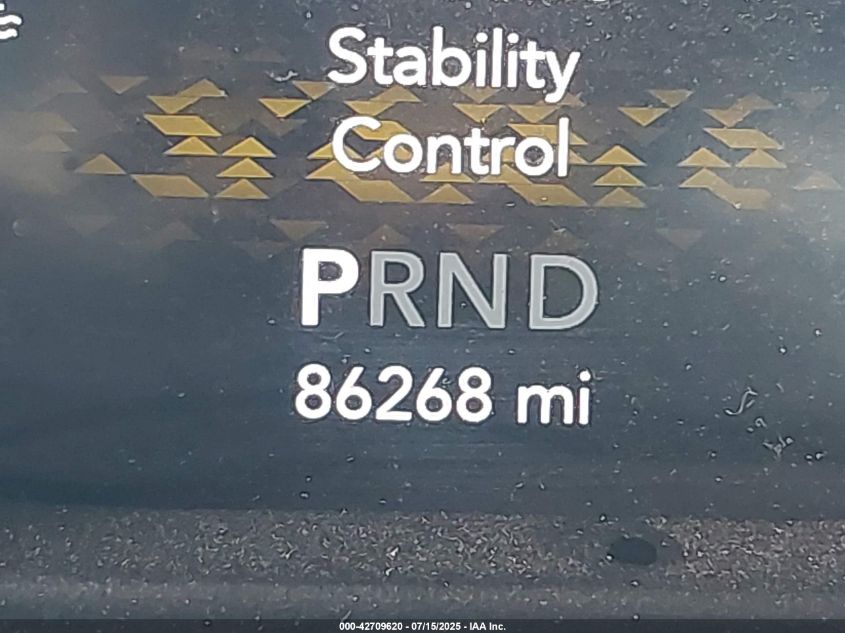 Stability
Control
PRND
86268 mi
000-42709620 - 07/15/2025 - IAA Inc.